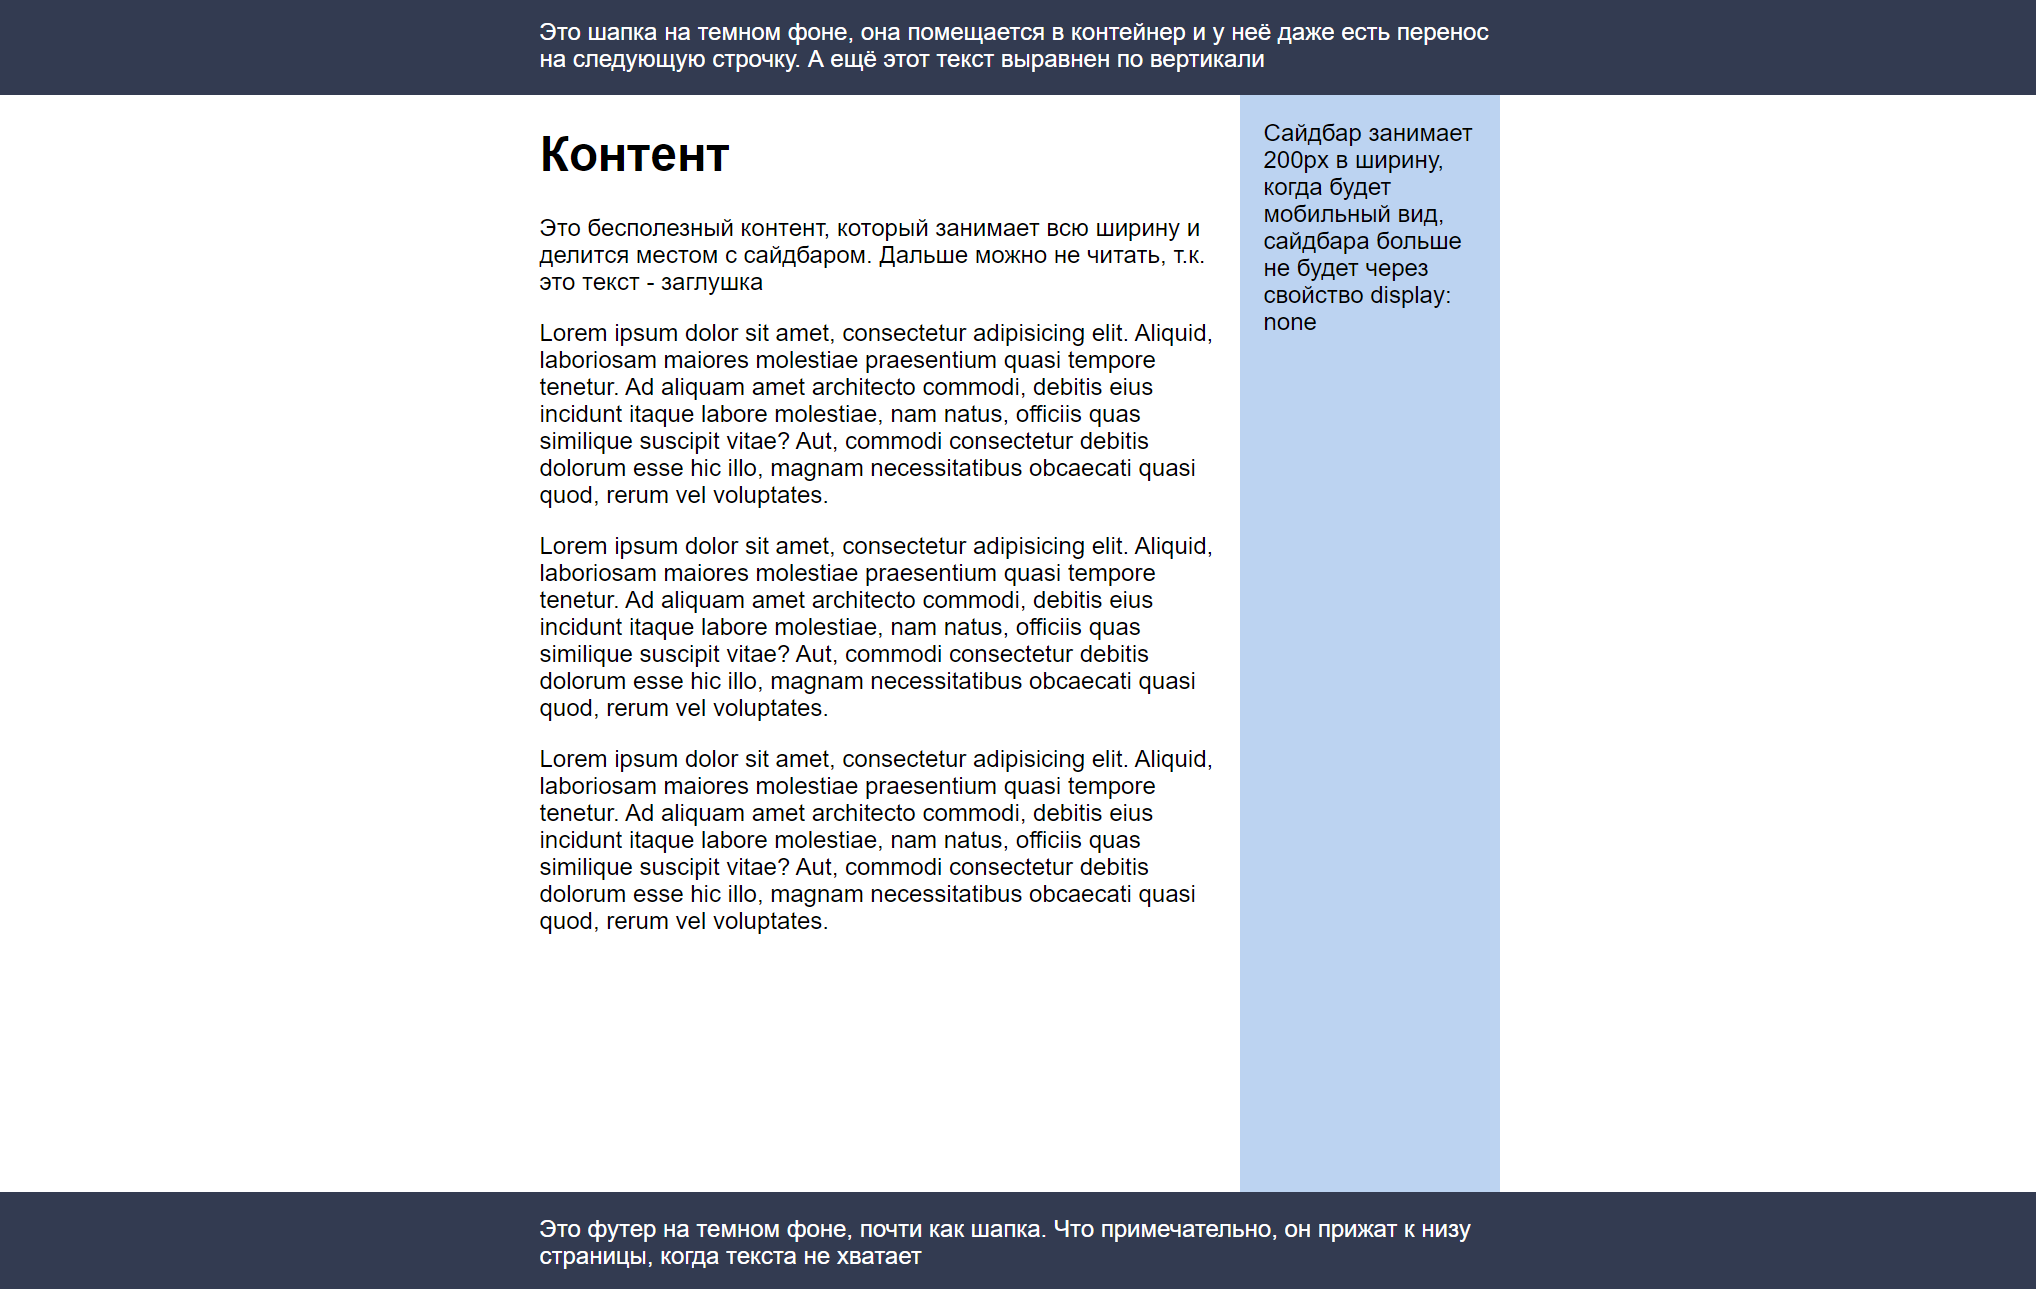 Это шапка на темном фоне, она помещается в контейнер и у неё даже есть перенос
на следующую строчку. А ещё этот текст выравнен по вертикали
Контент
Это бесполезный контент, который занимает всю ширину и
делится местом с сайдбаром. Дальше можно не читать, т.к.
это текст - заглушка
Lorem ipsum dolor sit amet, consectetur adipisicing elit. Aliquid,
laboriosam maiores molestiae praesentium quasi tempore
tenetur. Ad aliquam amet architecto commodi, debitis eius
incidunt itaque labore molestiae, nam natus, officiis quas
similique suscipit vitae? Aut, commodi consectetur debitis
dolorum esse hic illo, magnam necessitatibus obcaecati quasi
quod, rerum vel voluptates.
Lorem ipsum dolor sit amet, consectetur adipisicing elit. Aliquid,
laboriosam maiores molestiae praesentium quasi tempore
tenetur. Ad aliquam amet architecto commodi, debitis eius
incidunt itaque labore molestiae, nam natus, officiis quas
similique suscipit vitae? Aut, commodi consectetur debitis
dolorum esse hic illo, magnam necessitatibus obcaecati quasi
quod, rerum vel voluptates.
Lorem ipsum dolor sit amet, consectetur adipisicing elit. Aliquid,
laboriosam maiores molestiae praesentium quasi tempore
tenetur. Ad aliquam amet architecto commodi, debitis eius
incidunt itaque labore molestiae, nam natus, officiis quas
similique suscipit vitae? Aut, commodi consectetur debitis
dolorum esse hic illo, magnam necessitatibus obcaecati quasi
quod, rerum vel voluptates.
Сайдбар занимает
200px в ширину,
когда будет
мобильный вид,
сайдбара больше
не будет через
свойство display:
none
Это футер на темном фоне, почти как шапка. Что примечательно, он прижат к низу
страницы, когда текста не хватает